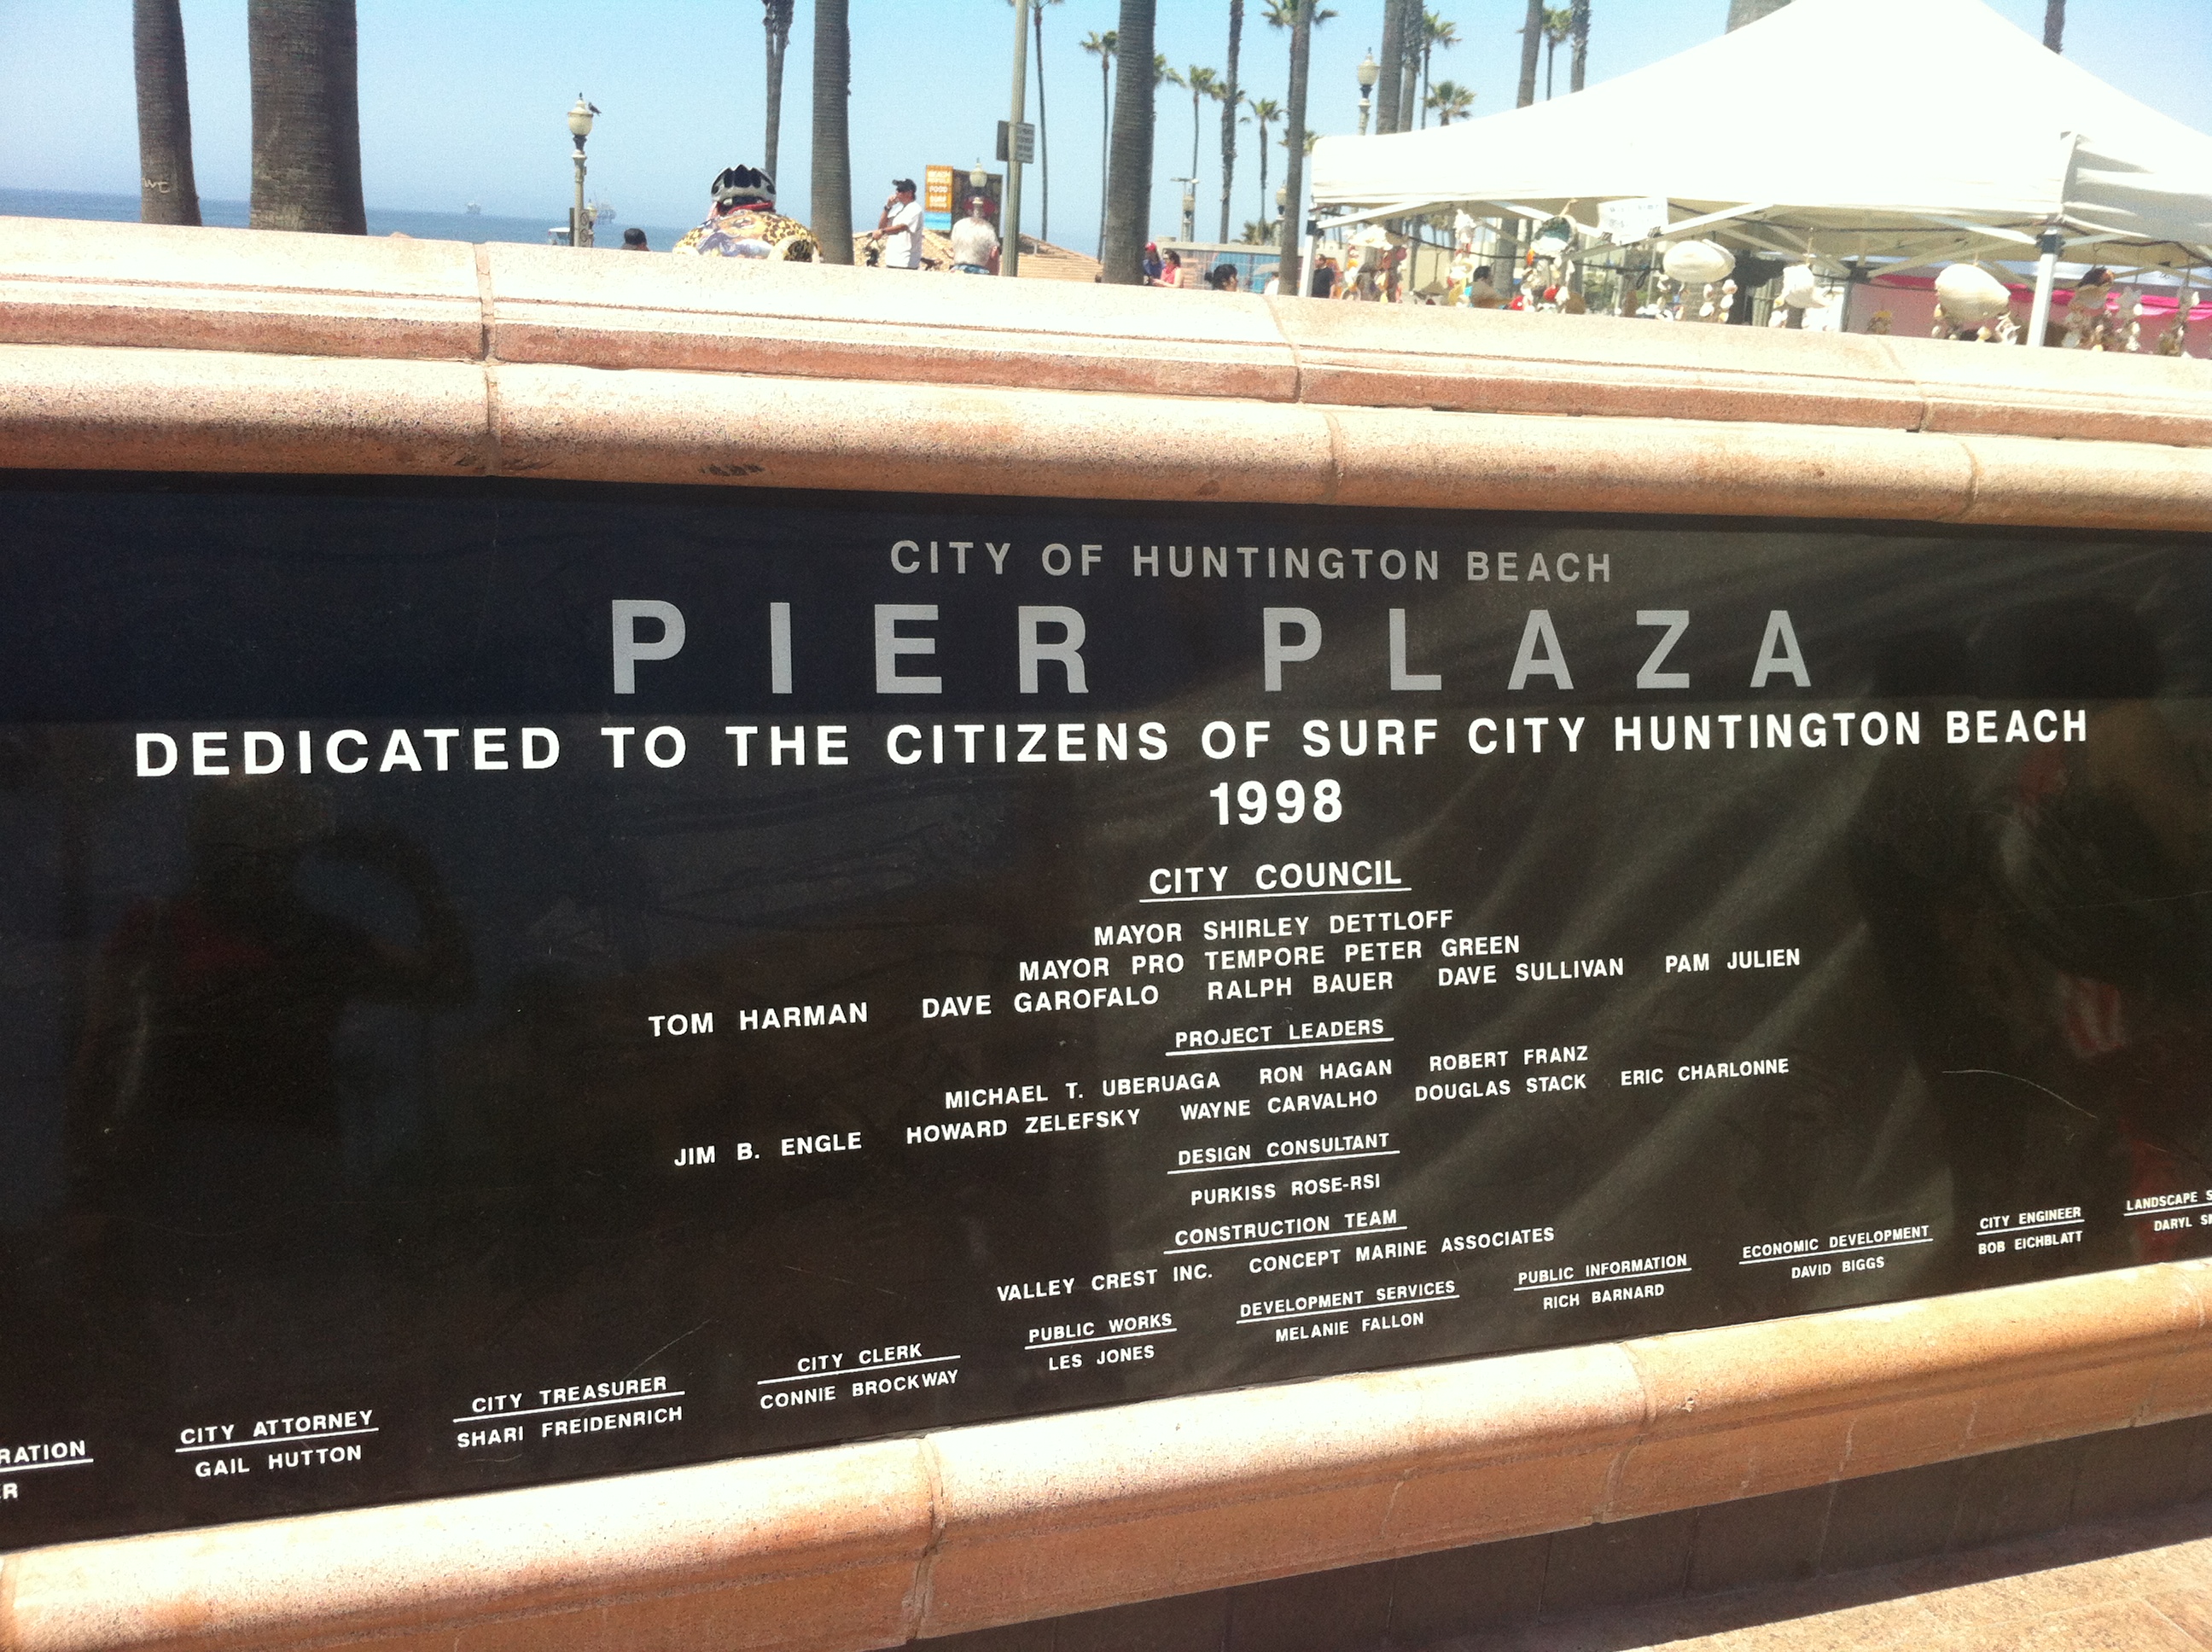 CITY OF HUNTINGTON BEACH
PIER PLAZA
DEDICATED TO THE CITIZENS OF SURF CITY HUNTINGTON BEACH
1998
CITY COUNCIL
MAYOR SHIRLEY DETTLOFF
MAYOR PRO TEMPORE PETER GREEN
TOM HARMAN DAVE GAROFALO RALPH BAUER DAVE SULLIVAN PAM JULIEN
PROJECT LEADERS
MICHAEL T. UBERUAGA RON HAGAN ROBERT FRANZ
JIM B. ENGLE HOWARD ZELEFSKY WAYNE CARVALHO DOUGLAS STACK ERIC CHARLONNE
DESIGN CONSULTANT
PURKISS ROSE-RSI
CONSTRUCTION TEAM
VALLEY CREST INC. CONCEPT MARINE ASSOCIATES
RATION CITY ATTORNEY CITY TREASURER CITY CLERK PUBLIC WORKS DEVELOPMENT SERVICES PUBLIC INFORMATION ECONOMIC DEVELOPMENT CITY ENGINEER LANDSCAPE
ER GAIL HUTTON SHARI FREIDENRICH CONNIE BROCKWAY LES JONES MELANIE FALLON RICH BARNARD DAVID BIGGS BOB EICHBLATT DARYL